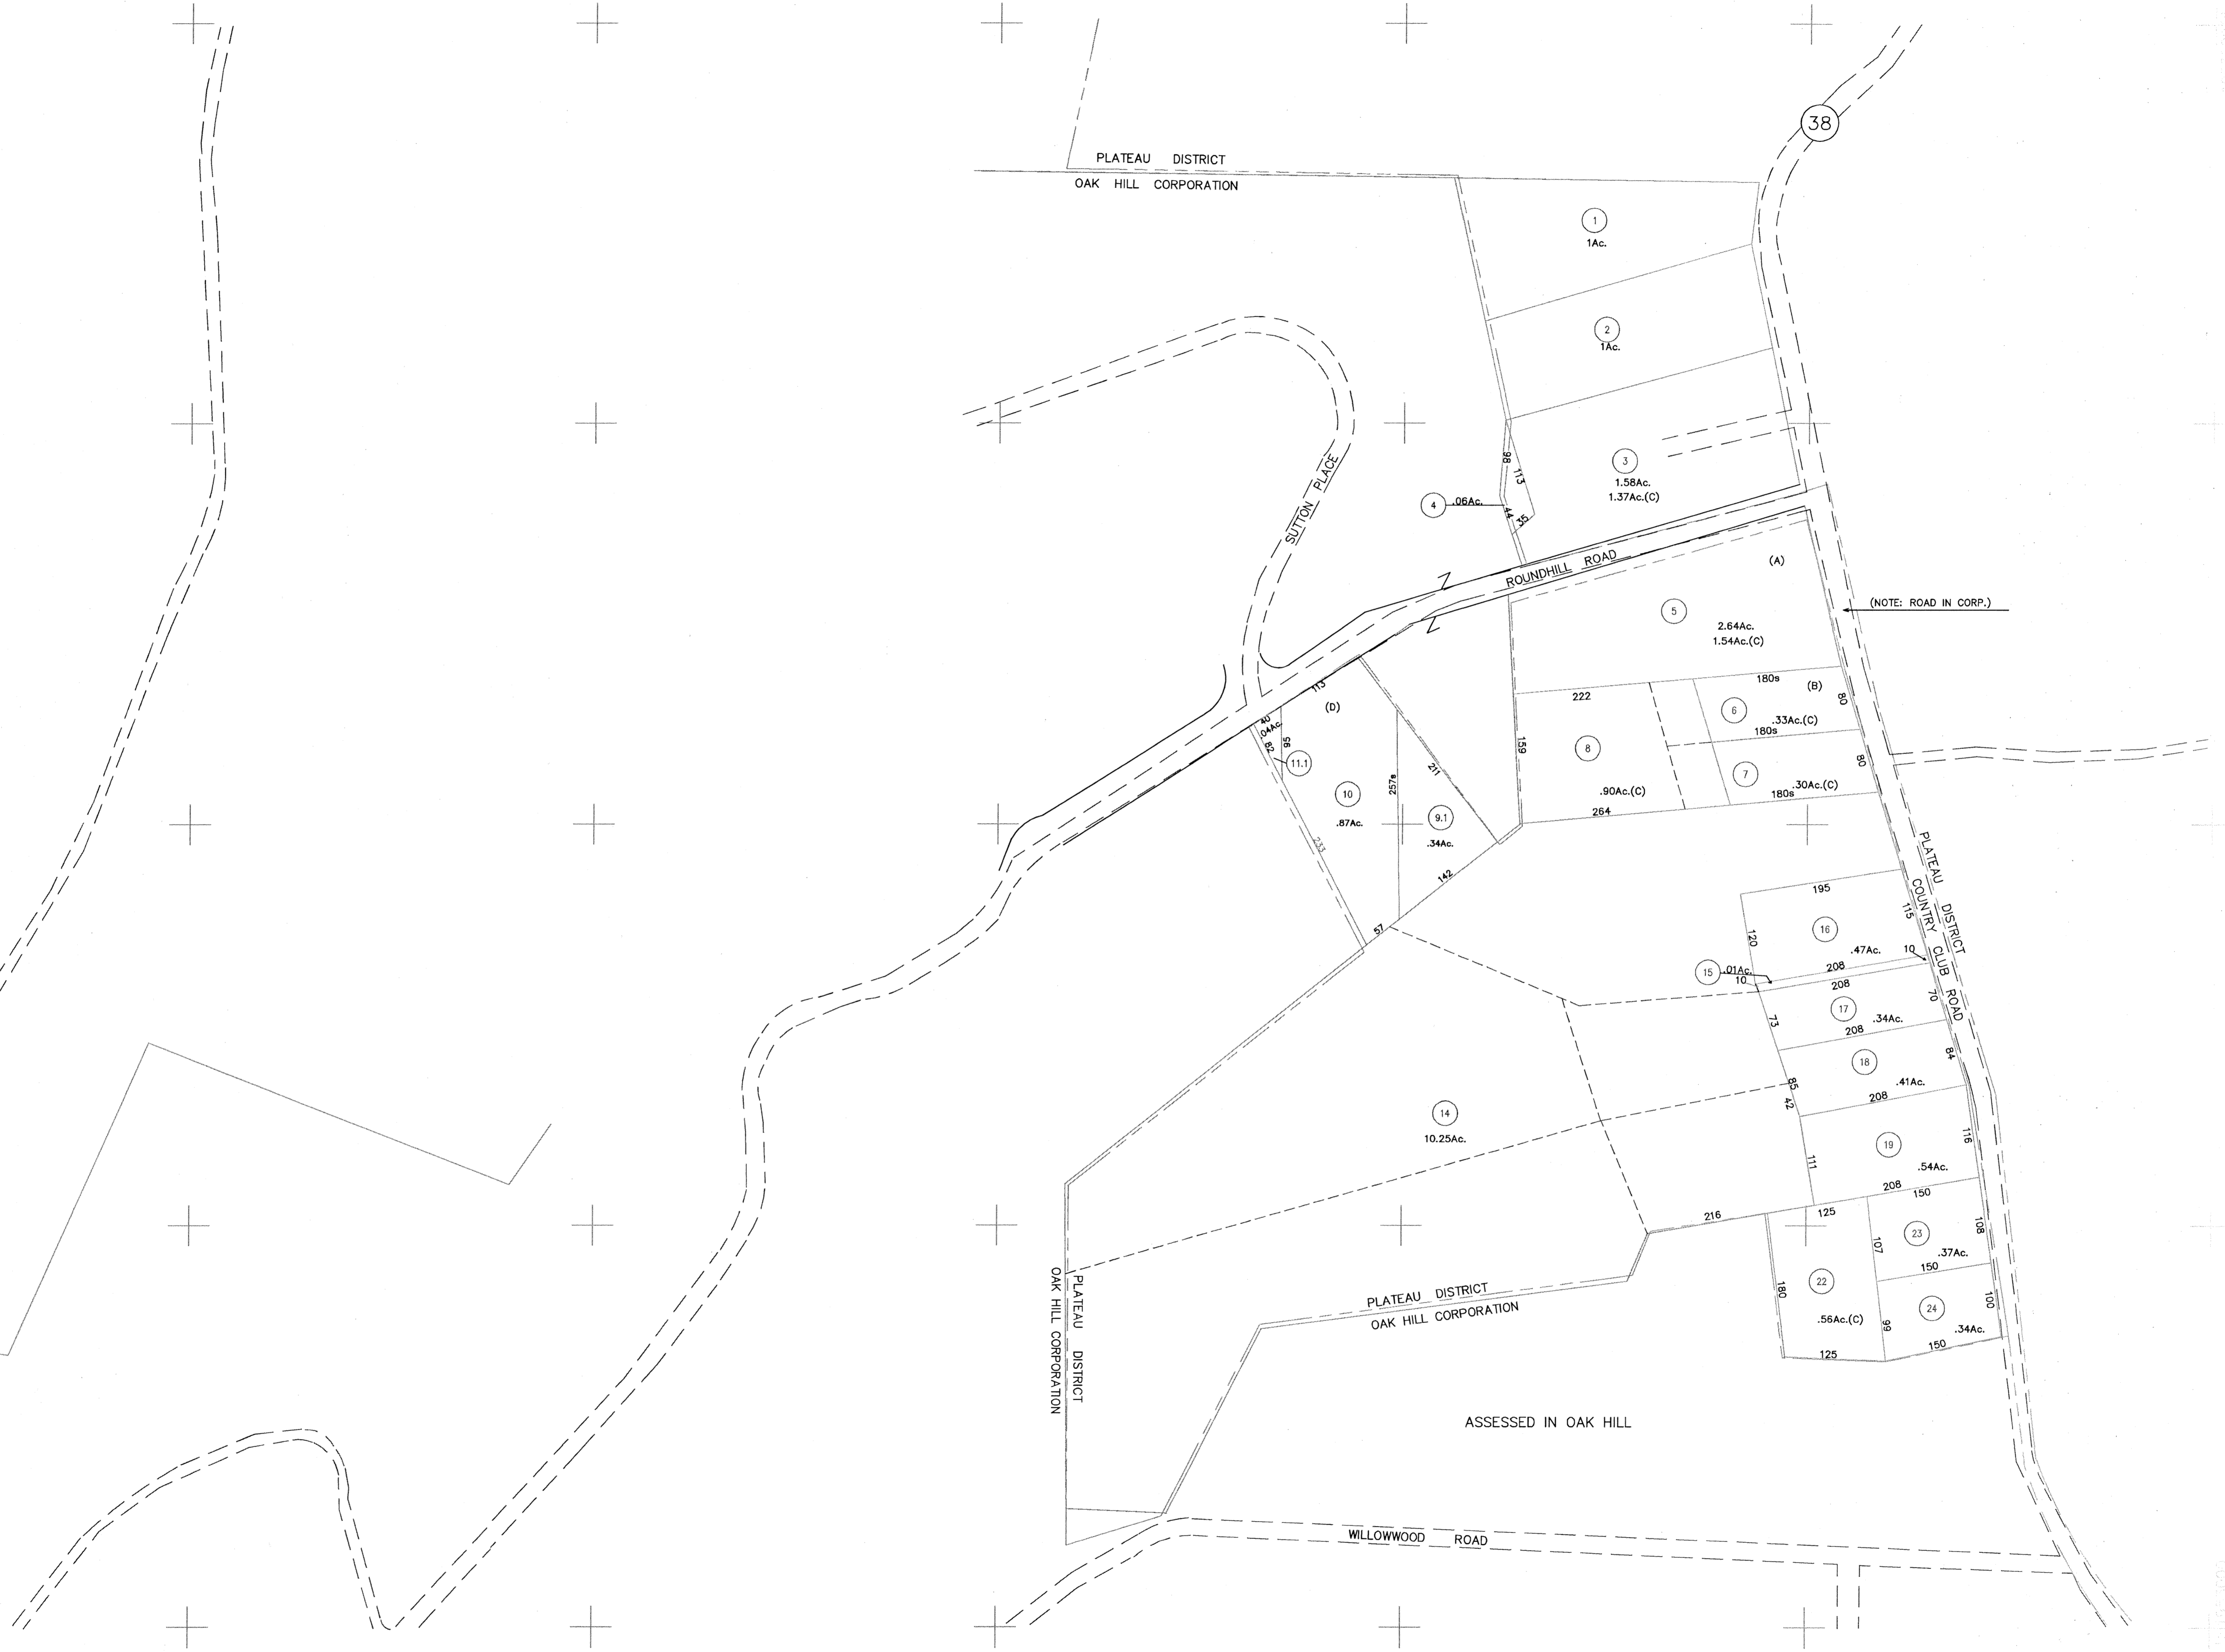 38
PLATEAU DISTRICT
OAK HILL CORPORATION
1
1Ac.
2
1Ac.
SUTTON PLACE
98
113
3
1.58Ac.
1.37Ac.(C)
4
.06Ac.
44
35
ROUNDHILL ROAD
(A)
5
2.64Ac.
1.54Ac.(C)
(NOTE: ROAD IN CORP.)
222
180s
(B)
80
6
.33Ac.(C)
180s
113
(D)
40
.04Ac.
82
95
11.1
159
8
.90Ac.(C)
264
7
.30Ac.(C)
180s
80
10
.87Ac.
257s
211
9.1
.34Ac.
233
142
57
PLATEAU DISTRICT
COUNTRY CLUB ROAD
195
115
120
16
.47Ac.
10
208
15
.01Ac.
10
208
70
17
.34Ac.
73
208
18
.41Ac.
84
85
42
208
14
10.25Ac.
116
19
.54Ac.
111
208
150
216
125
108
107
23
.37Ac.
150
22
.56Ac.(C)
180
100
24
.34Ac.
99
150
125
PLATEAU DISTRICT
OAK HILL CORPORATION
PLATEAU DISTRICT
OAK HILL CORPORATION
ASSESSED IN OAK HILL
WILLOWWOOD ROAD